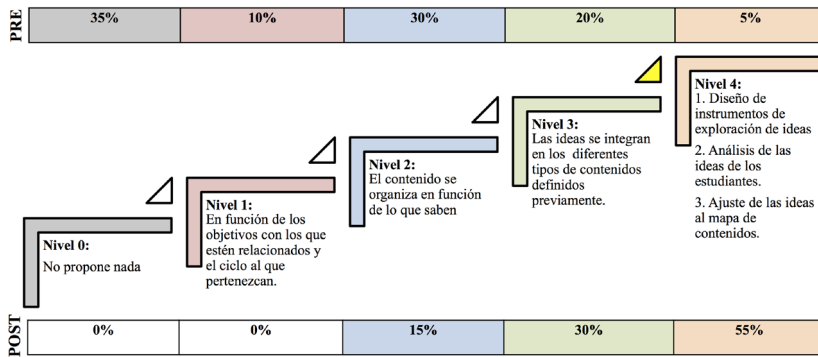 PRE
35% 10% 30% 20% 5%
Nivel 0:
No propone nada
Nivel 1:
En función de los
objetivos con los que
estén relacionados y
el ciclo al que
pertenezcan.
Nivel 2:
El contenido se
organiza en función
de lo que saben
Nivel 3:
Las ideas se integran
en los diferentes
tipos de contenidos
definidos
previamente.
Nivel 4:
1. Diseño de
instrumentos de
exploración de ideas
2. Análisis de las
ideas de los
estudiantes.
3. Ajuste de las ideas
al mapa de
contenidos.
POST
0% 0% 15% 30% 55%